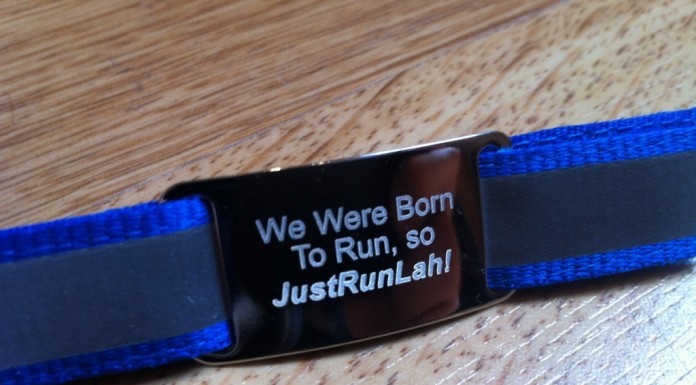 We Were Born
To Run, so
JustRunLah!